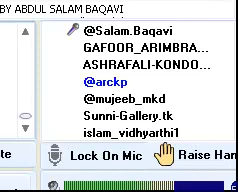 BY ABDUL SALAM BAQAVI
@Salam.Baqavi
GAFOOR_ARIMBRA...
ASHRAFALI-KONDO...
@arckp
@mujeeb_mkd
Sunni-Gallery.tk
islam_vidhyarthi1
te Lock On Mic Raise Han